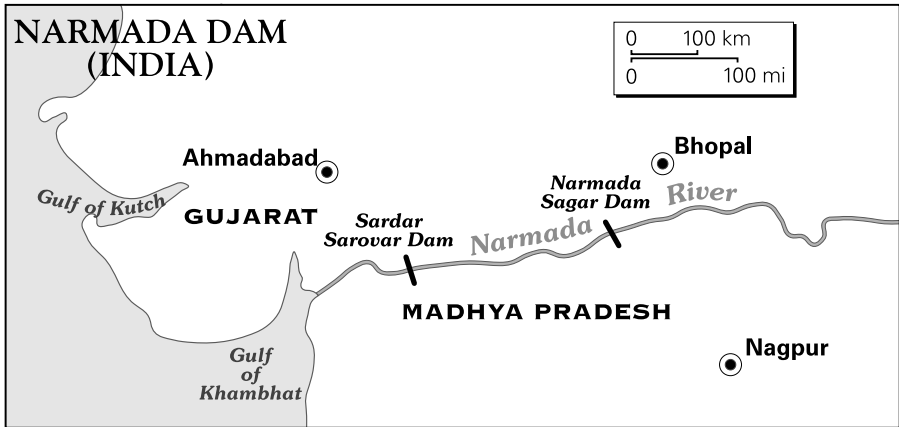 NARMADA DAM
(INDIA)
0 100 km
0 100 mi
Ahmadabad
Bhopal
Gulf of Kutch
GUJARAT
Sardar
Sarovar Dam
Narmada
Sagar Dam
Narmada River
MADHYA PRADESH
Gulf
of
Khambhat
Nagpur